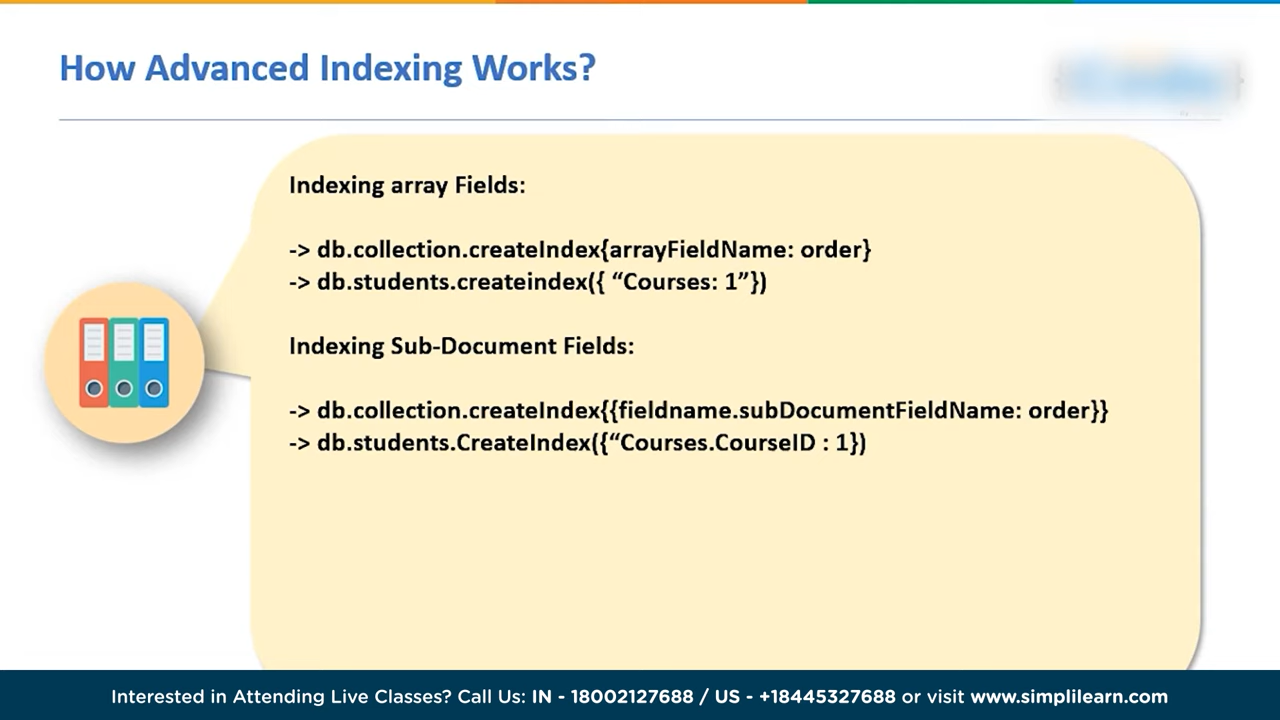 How Advanced Indexing Works?
Indexing array Fields:
-> db.collection.createIndex{arrayFieldName: order}
-> db.students.createindex({ “Courses: 1”})
Indexing Sub-Document Fields:
-> db.collection.createIndex{{fieldname.subDocumentFieldName: order}}
-> db.students.CreateIndex({“Courses.CourseID : 1})
Interested in Attending Live Classes? Call Us: IN - 18002127688 / US - +18445327688 or visit www.simplilearn.com